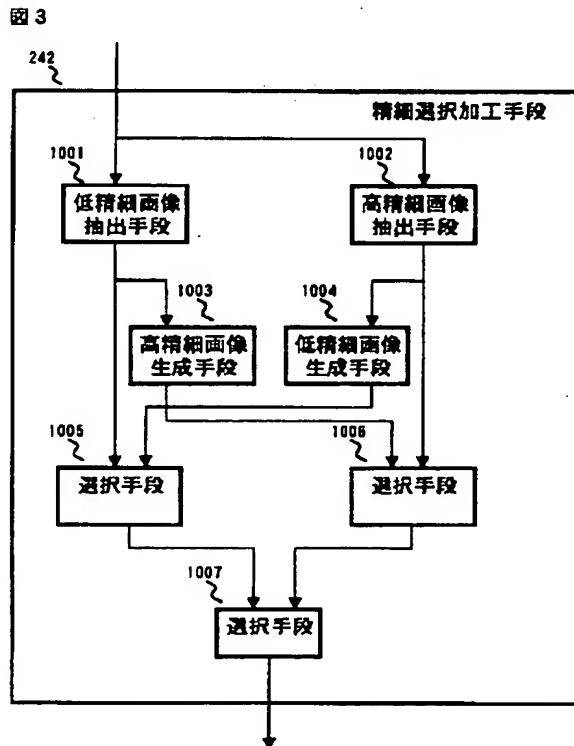 図3
242
精細選択加工手段
1001
低精細画像
抽出手段
1002
高精細画像
抽出手段
1003
高精細画像
生成手段
1004
低精細画像
生成手段
1005
選択手段
1006
選択手段
1007
選択手段